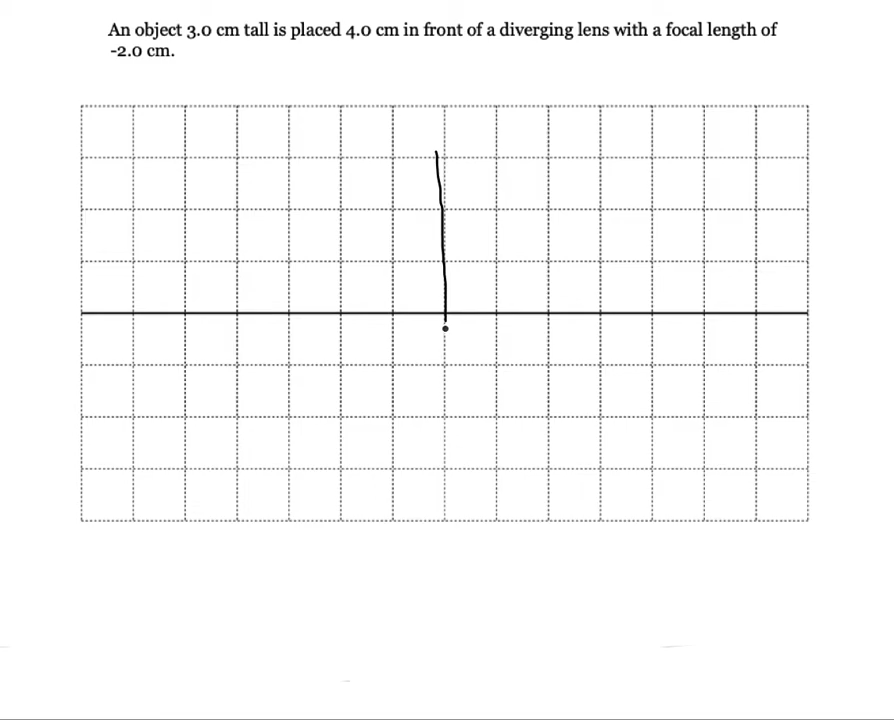 An object 3.0 cm tall is placed 4.0 cm in front of a diverging lens with a focal length of
-2.0 cm.